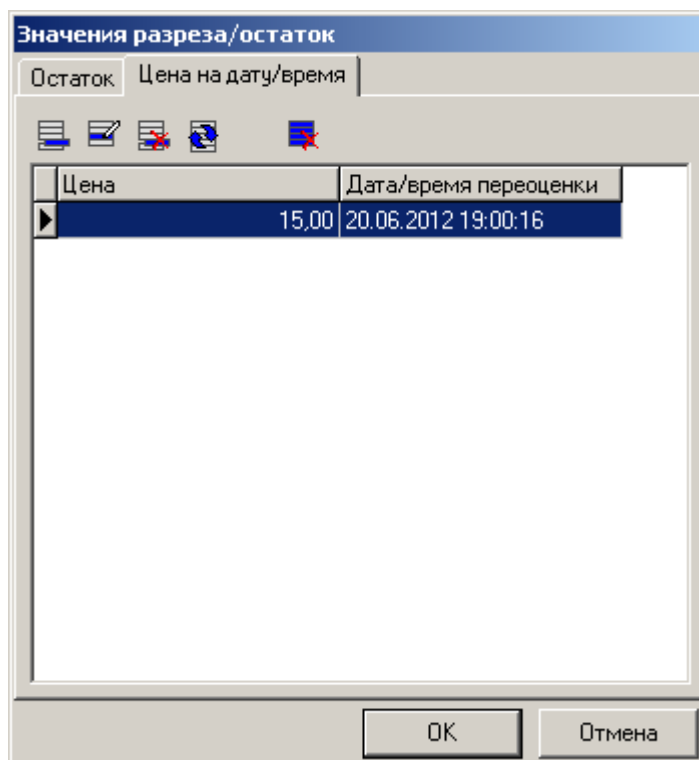 Значения разреза/остаток
Остаток Цена на дату/время
Цена Дата/время переоценки
15,00 20.06.2012 19:00:16
OK Отмена